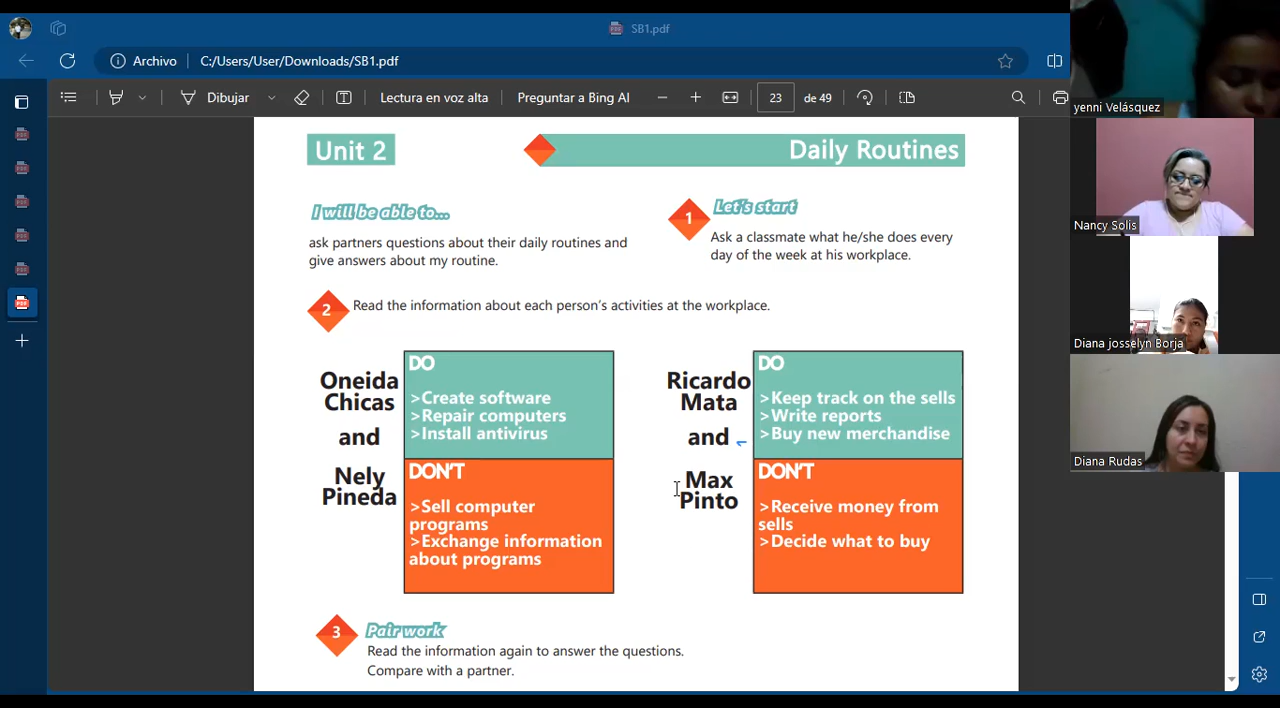 SB1.pdf
Archivo
C:/Users/User/Downloads/SB1.pdf
Dibujar
Lectura en voz alta
Preguntar a Bing AI
23
de 49
Unit 2
Daily Routines
I will be able to...
ask partners questions about their daily routines and
give answers about my routine.
1
Let's start
Ask a classmate what he/she does every
day of the week at his workplace.
2
Read the information about each person's activities at the workplace.
Oneida
Chicas
and
Nely
Pineda
DO
>Create software
>Repair computers
>Install antivirus
DON'T
>Sell computer
programs
>Exchange information
about programs
Ricardo
Mata
and
Max
Pinto
DO
>Keep track on the sells
>Write reports
>Buy new merchandise
DON'T
>Receive money from
sells
>Decide what to buy
3
Pair work
Read the information again to answer the questions.
Compare with a partner.
yenni Velásquez
Nancy Solis
Diana josselyn Borja
Diana Rudas